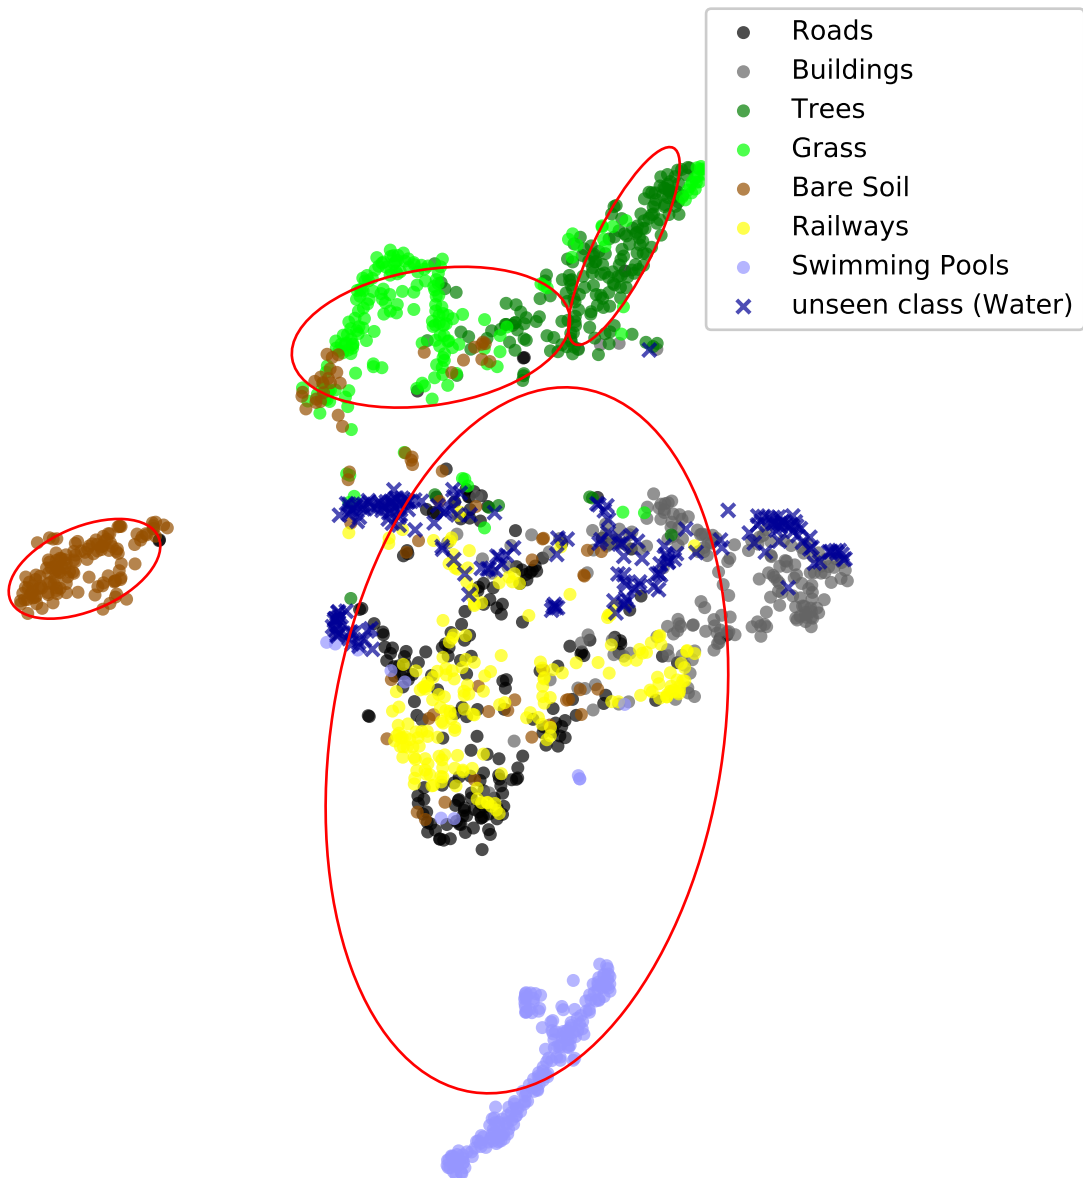 Roads
Buildings
Trees
Grass
Bare Soil
Railways
Swimming Pools
unseen class (Water)